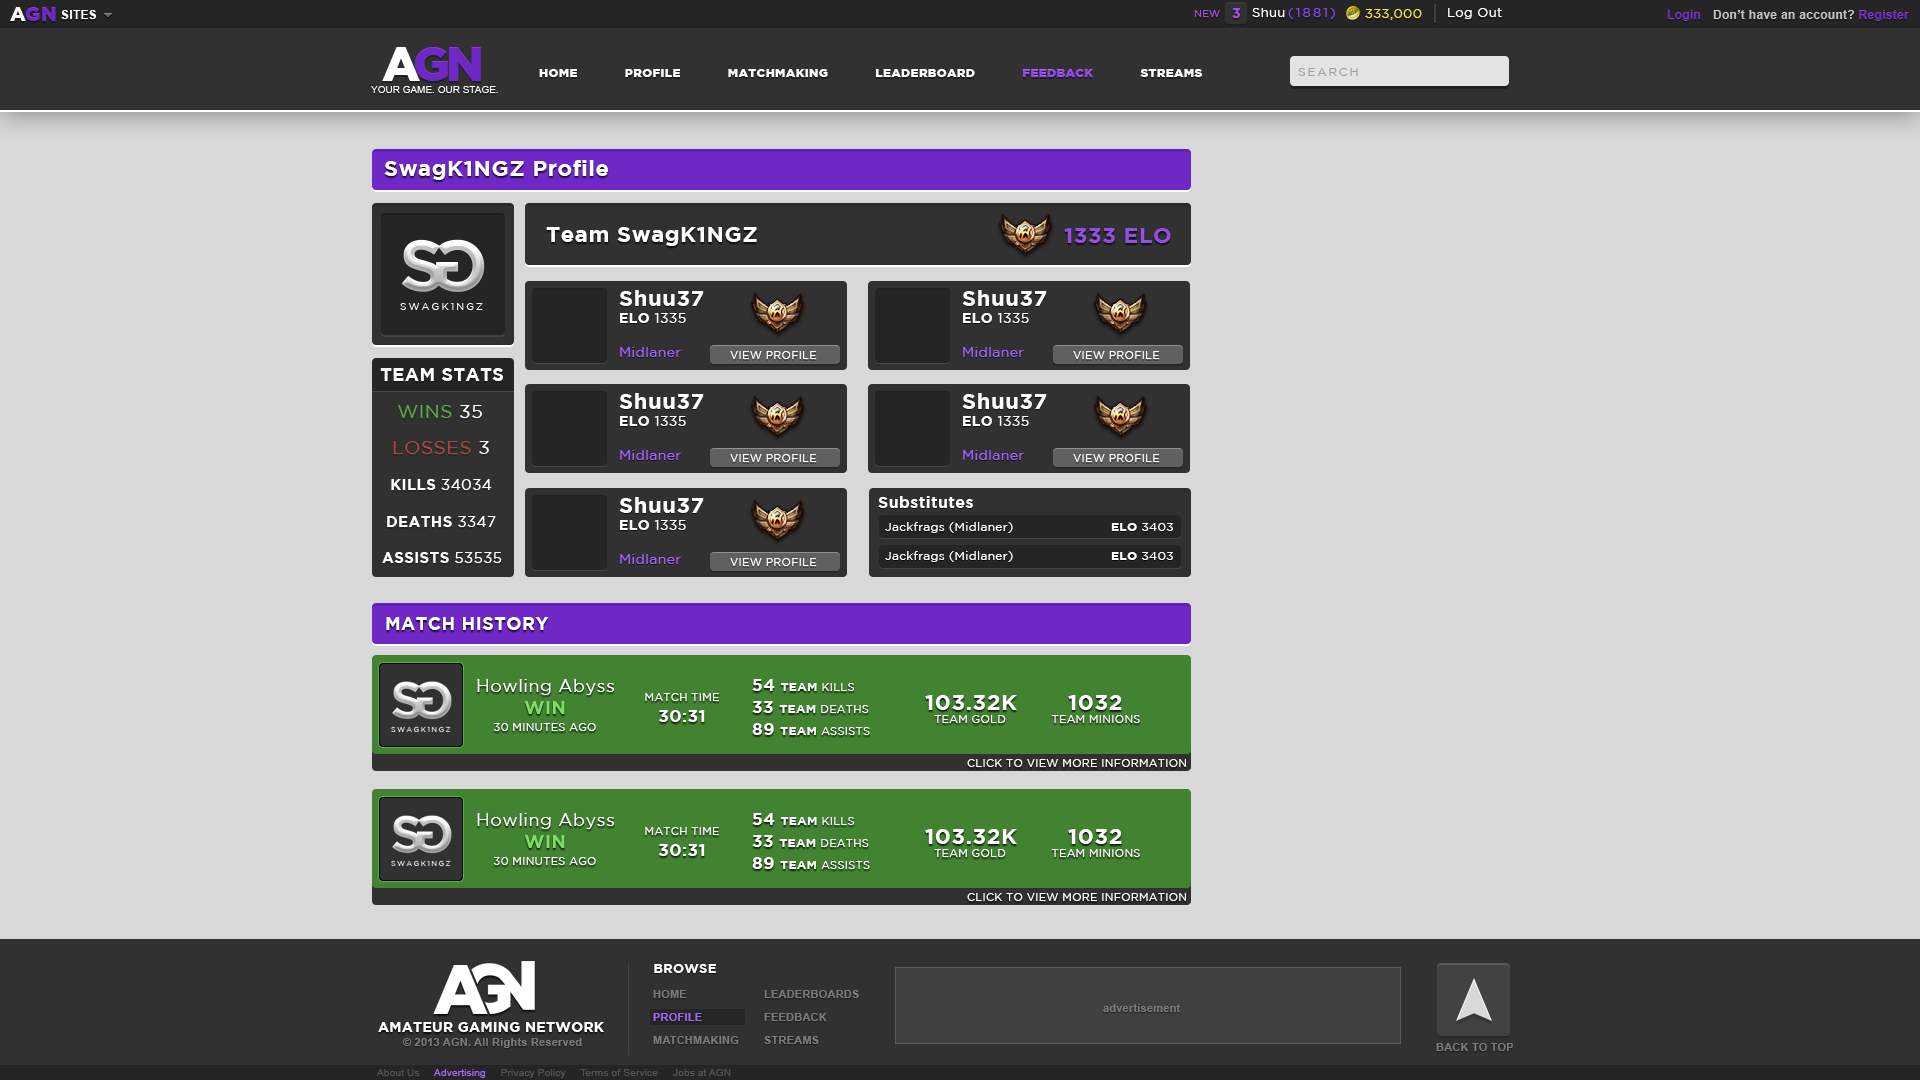 AGN SITES
NEW 3 Shuu (1881) 333,000 Log Out
Login Don't have an account? Register
AGN
YOUR GAME. OUR STAGE.
HOME PROFILE MATCHMAKING LEADERBOARD FEEDBACK STREAMS
SEARCH
SwagK1NGZ Profile
SG
SWAGK1NGZ
Team SwagK1NGZ
1333 ELO
Shuu37
ELO 1335
Midlaner
VIEW PROFILE
Shuu37
ELO 1335
Midlaner
VIEW PROFILE
TEAM STATS
WINS 35
LOSSES 3
KILLS 34034
DEATHS 3347
ASSISTS 53535
Shuu37
ELO 1335
Midlaner
VIEW PROFILE
Shuu37
ELO 1335
Midlaner
VIEW PROFILE
Shuu37
ELO 1335
Midlaner
VIEW PROFILE
Substitutes
Jackfrags (Midlaner) ELO 3403
Jackfrags (Midlaner) ELO 3403
MATCH HISTORY
SG
SWAGK1NGZ
Howling Abyss
WIN
30 MINUTES AGO
MATCH TIME
30:31
54 TEAM KILLS
33 TEAM DEATHS
89 TEAM ASSISTS
103.32K
TEAM GOLD
1032
TEAM MINIONS
CLICK TO VIEW MORE INFORMATION
SG
SWAGK1NGZ
Howling Abyss
WIN
30 MINUTES AGO
MATCH TIME
30:31
54 TEAM KILLS
33 TEAM DEATHS
89 TEAM ASSISTS
103.32K
TEAM GOLD
1032
TEAM MINIONS
CLICK TO VIEW MORE INFORMATION
AGN
AMATEUR GAMING NETWORK
© 2013 AGN. All Rights Reserved
BROWSE
HOME LEADERBOARDS
PROFILE FEEDBACK
MATCHMAKING STREAMS
advertisement
BACK TO TOP
About Us Advertising Privacy Policy Terms of Service Jobs at AGN